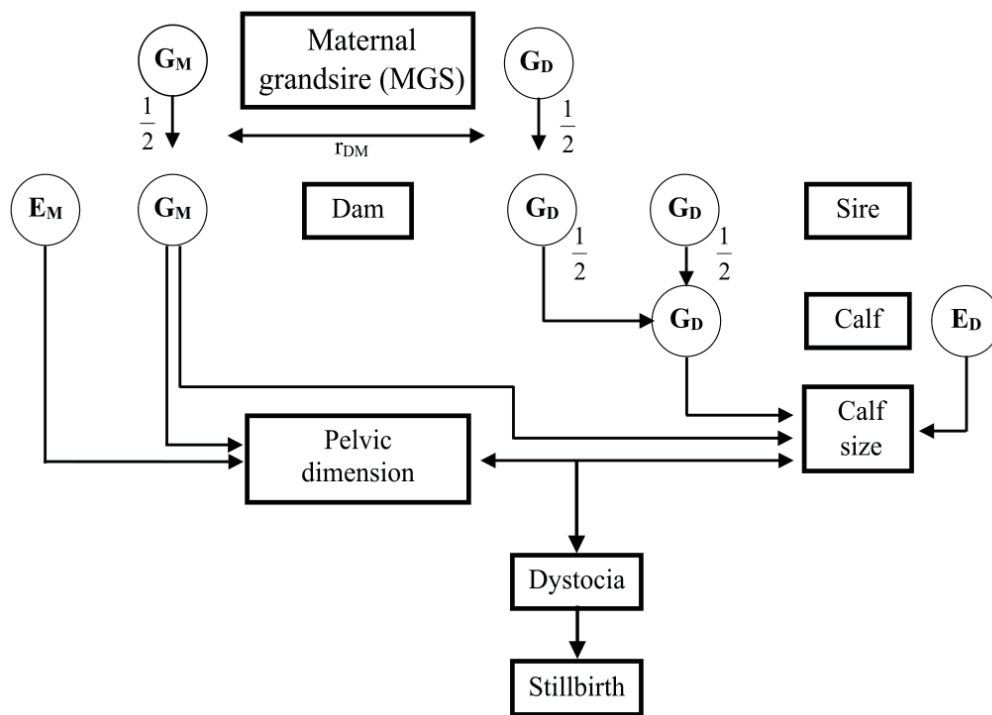 G_M
Maternal
grandsire (MGS)
G_D
1/2
r_DM
1/2
E_M
G_M
Dam
G_D
G_D
Sire
1/2
1/2
G_D
Calf
E_D
Pelvic
dimension
Calf
size
Dystocia
Stillbirth